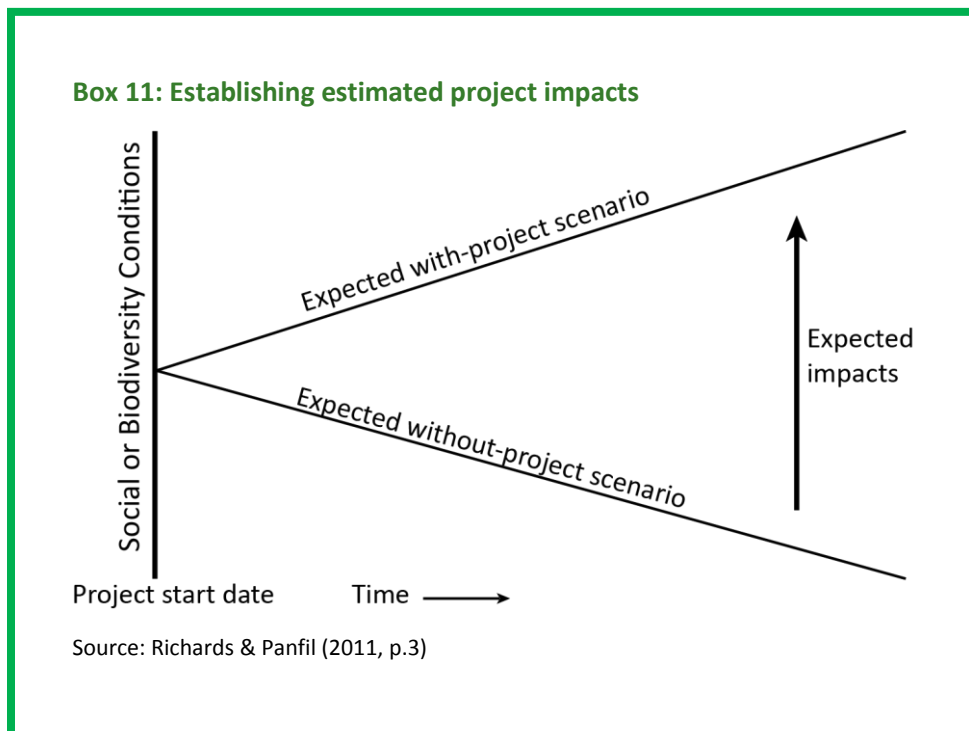 Box 11: Establishing estimated project impacts
Social or Biodiversity Conditions
Expected with-project scenario
Expected
impacts
Expected without-project scenario
Project start date
Time
Source: Richards & Panfil (2011, p.3)